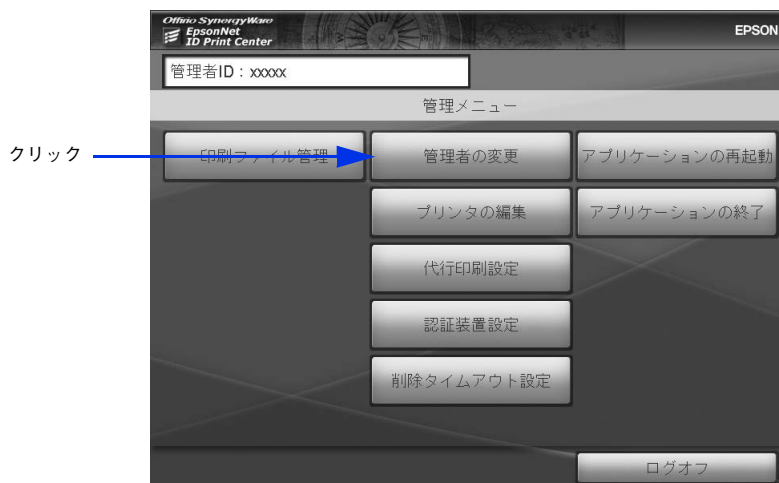 Offirio SynergyWare
EpsonNet
ID Print Center
EPSON
管理者ID：xxxxx
管理メニュー
クリック
印刷ファイル管理
管理者の変更
アプリケーションの再起動
プリンタの編集
アプリケーションの終了
代行印刷設定
認証装置設定
削除タイムアウト設定
ログオフ